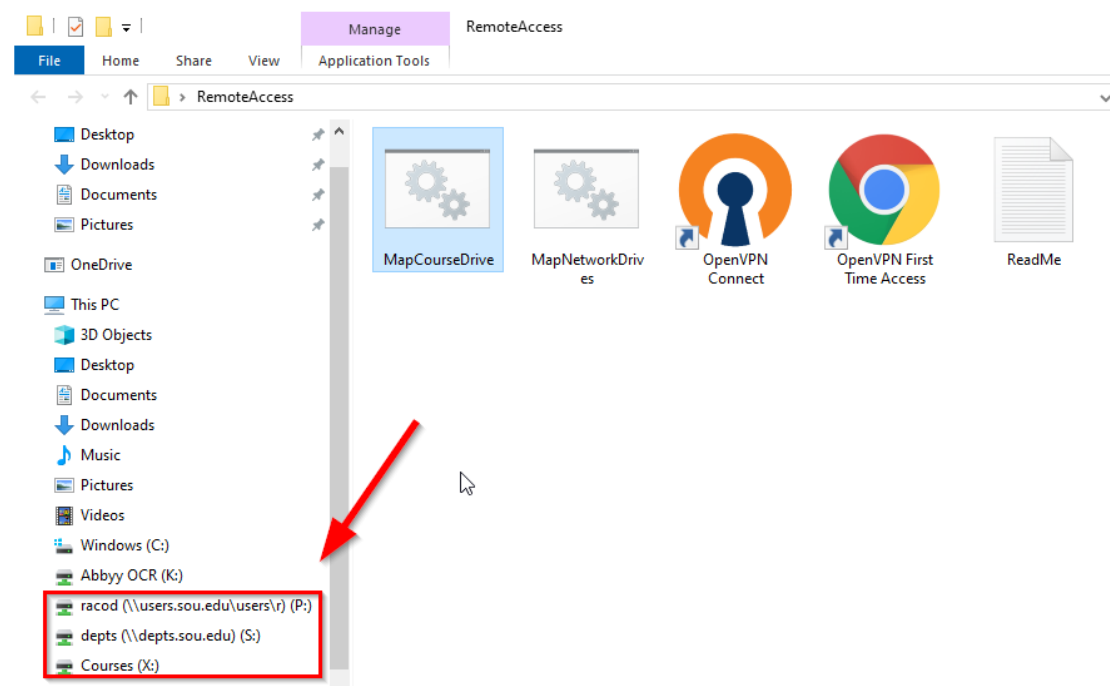 Manage
RemoteAccess
File
Home
Share
View
Application Tools
RemoteAccess
Desktop
Downloads
Documents
Pictures
OneDrive
This PC
3D Objects
Desktop
Documents
Downloads
Music
Pictures
Videos
Windows (C:)
Abbyy OCR (K:)
racod (\\users.sou.edu\users\r) (P:)
depts (\\depts.sou.edu) (S:)
Courses (X:)
MapCourseDrive
MapNetworkDriv
es
OpenVPN
Connect
OpenVPN First
Time Access
ReadMe